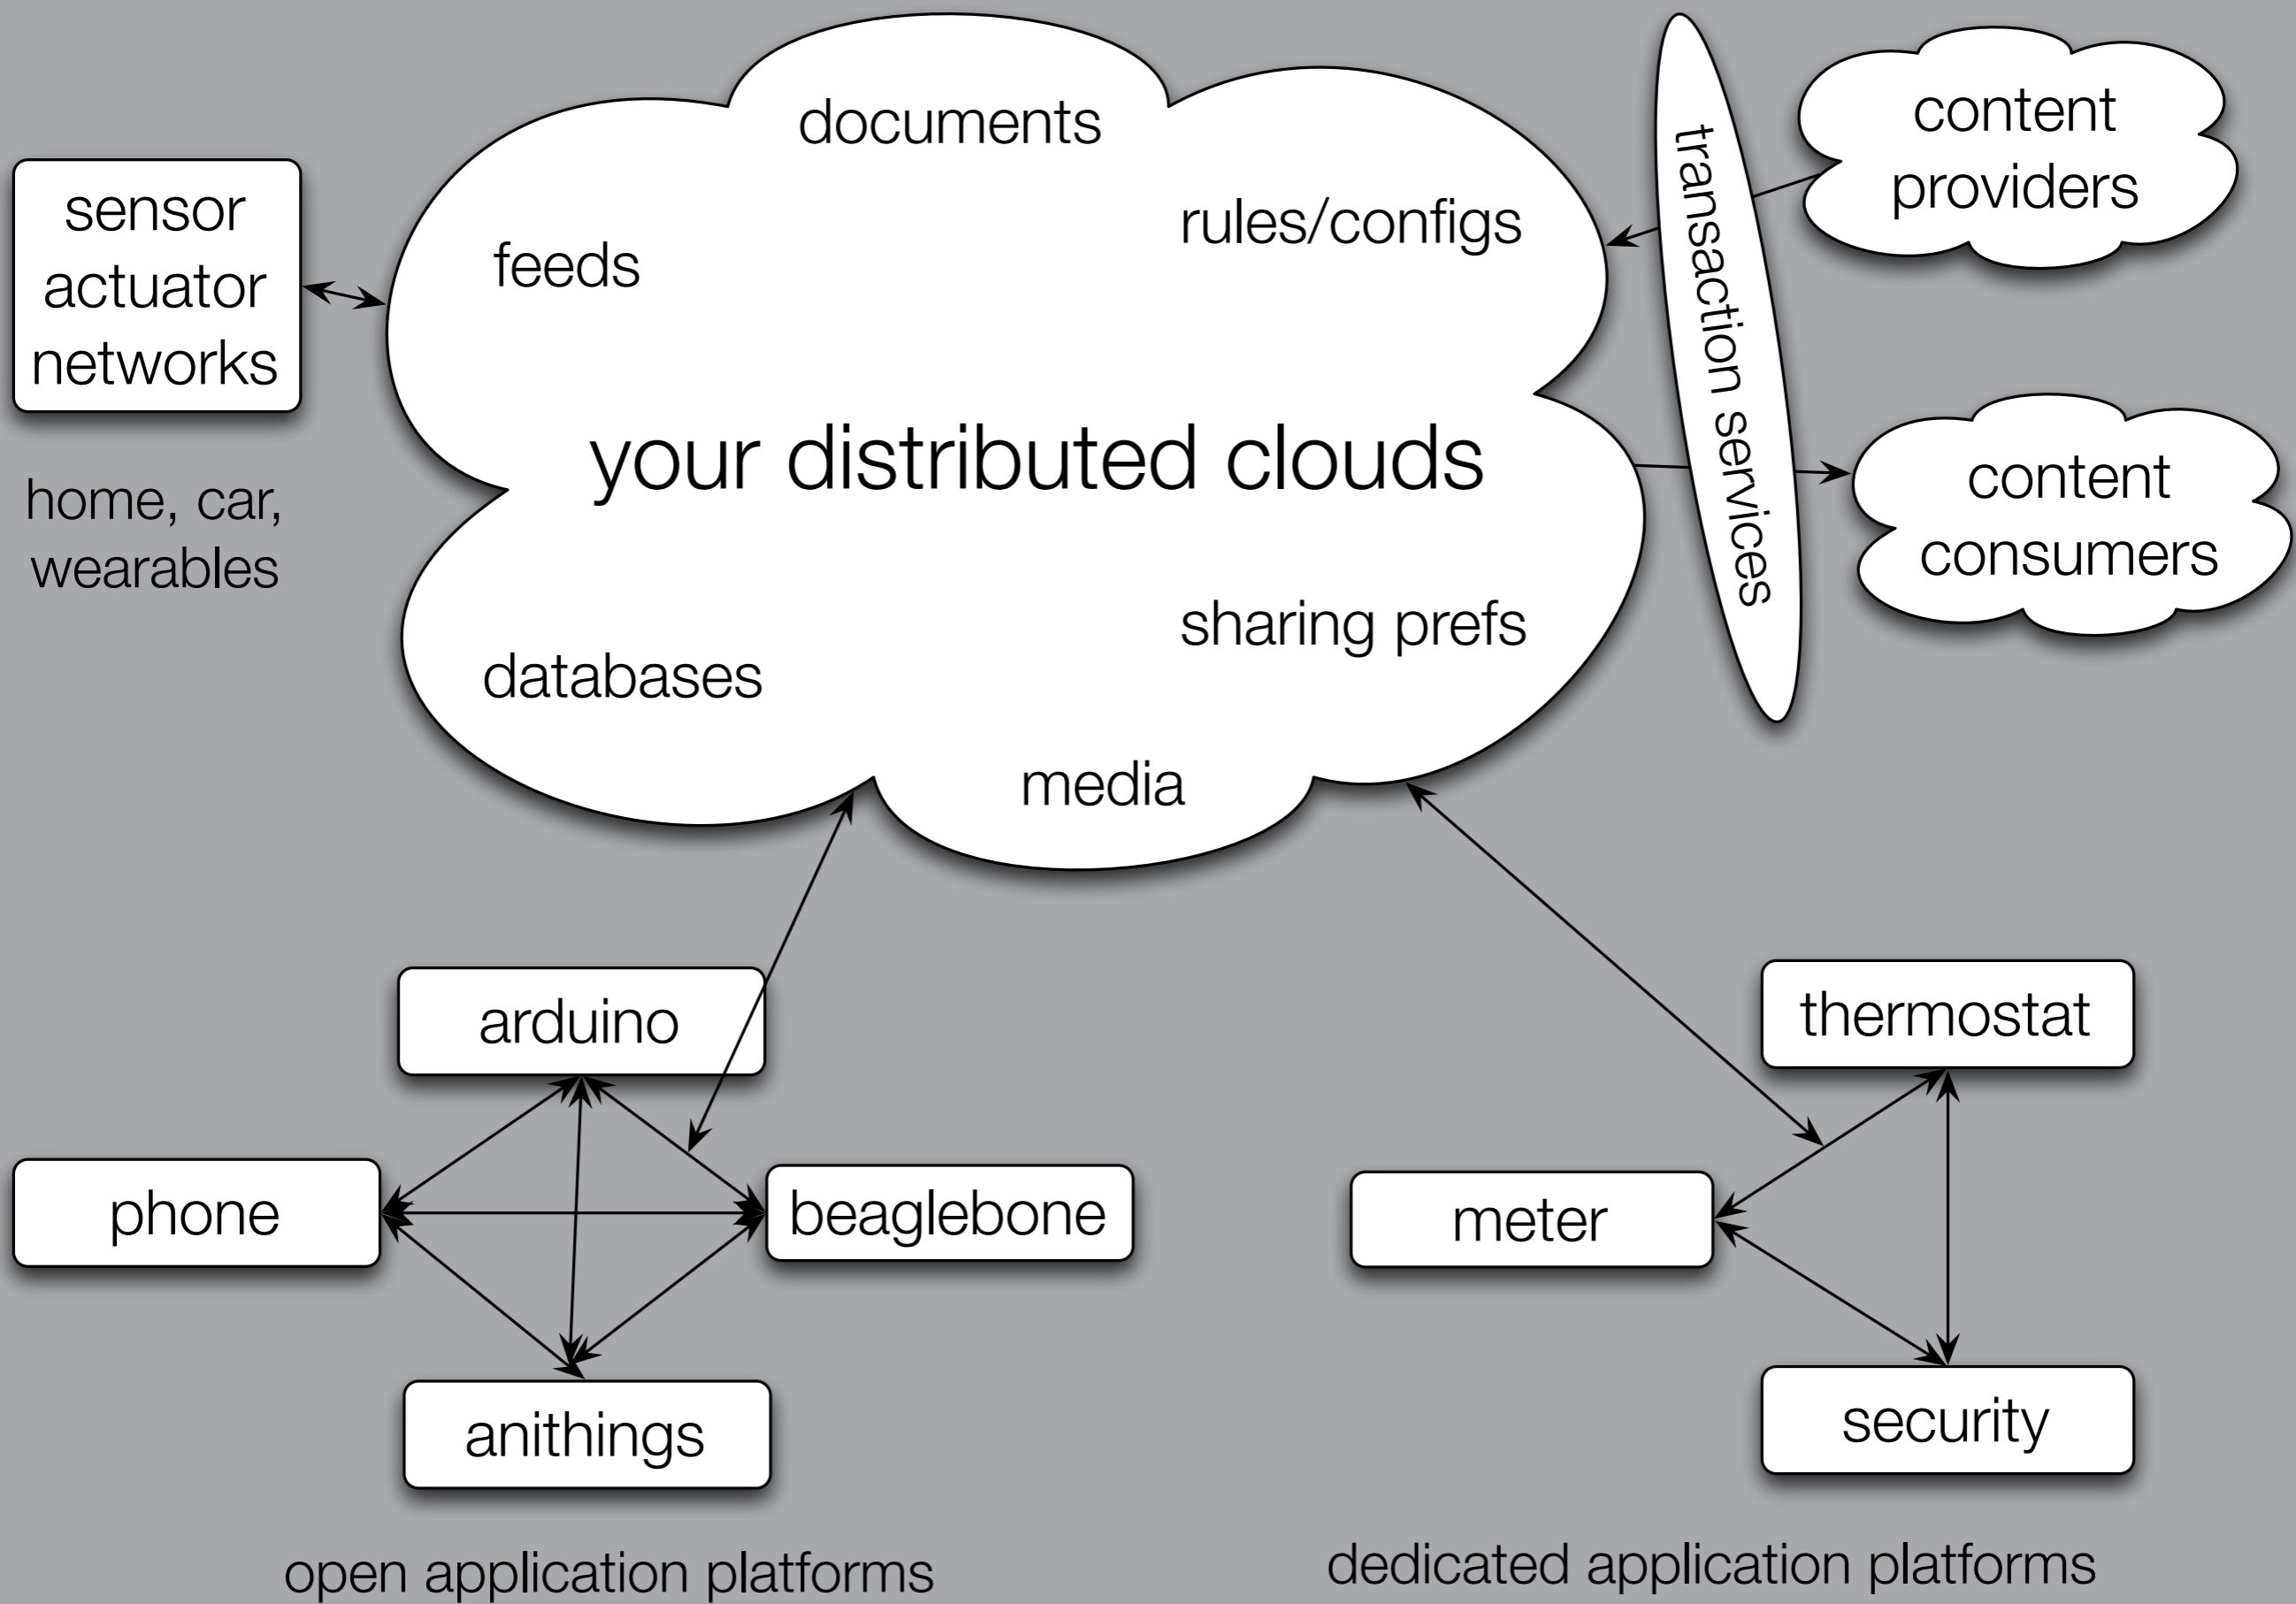 documents
content
providers
transaction services
rules/configs
sensor
actuator
networks
feeds
your distributed clouds
content
consumers
home, car,
wearables
sharing prefs
databases
media
arduino
thermostat
phone
beaglebone
meter
anithings
security
open application platforms
dedicated application platforms